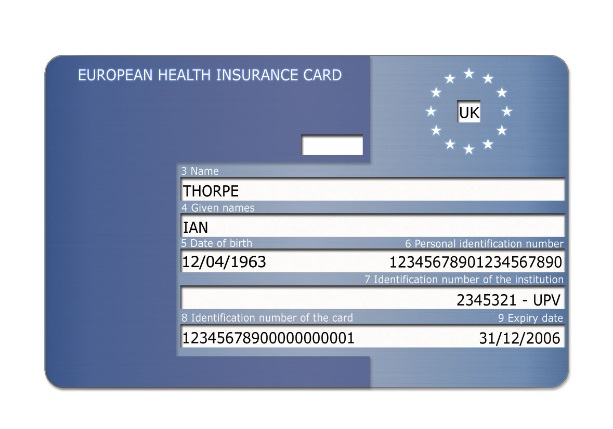 EUROPEAN HEALTH INSURANCE CARD
UK
3 Name
THORPE
4 Given names
IAN
5 Date of birth 6 Personal identification number
12/04/1963 12345678901234567890
7 Identification number of the institution
2345321 - UPV
8 Identification number of the card 9 Expiry date
12345678900000000001 31/12/2006